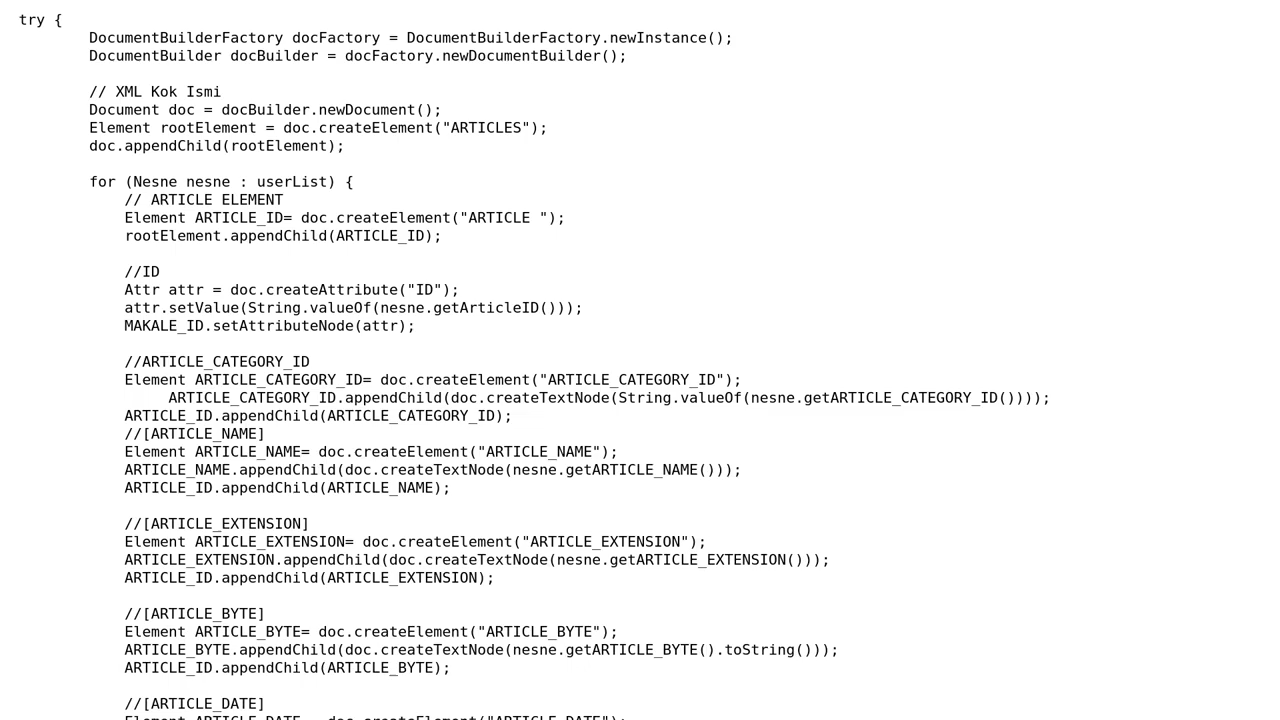 try {
DocumentBuilderFactory docFactory = DocumentBuilderFactory.newInstance();
DocumentBuilder docBuilder = docFactory.newDocumentBuilder();
// XML Kok Ismi
Document doc = docBuilder.newDocument();
Element rootElement = doc.createElement("ARTICLES");
doc.appendChild(rootElement);
for (Nesne nesne : userList) {
// ARTICLE ELEMENT
Element ARTICLE_ID= doc.createElement("ARTICLE ");
rootElement.appendChild(ARTICLE_ID);
//ID
Attr attr = doc.createAttribute("ID");
attr.setValue(String.valueOf(nesne.getArticleID()));
MAKALE_ID.setAttributeNode(attr);
//ARTICLE_CATEGORY_ID
Element ARTICLE_CATEGORY_ID= doc.createElement("ARTICLE_CATEGORY_ID");
ARTICLE_CATEGORY_ID.appendChild(doc.createTextNode(String.valueOf(nesne.getARTICLE_CATEGORY_ID())));
ARTICLE_ID.appendChild(ARTICLE_CATEGORY_ID);
//[ARTICLE_NAME]
Element ARTICLE_NAME= doc.createElement("ARTICLE_NAME");
ARTICLE_NAME.appendChild(doc.createTextNode(nesne.getARTICLE_NAME()));
ARTICLE_ID.appendChild(ARTICLE_NAME);
//[ARTICLE_EXTENSION]
Element ARTICLE_EXTENSION= doc.createElement("ARTICLE_EXTENSION");
ARTICLE_EXTENSION.appendChild(doc.createTextNode(nesne.getARTICLE_EXTENSION()));
ARTICLE_ID.appendChild(ARTICLE_EXTENSION);
//[ARTICLE_BYTE]
Element ARTICLE_BYTE= doc.createElement("ARTICLE_BYTE");
ARTICLE_BYTE.appendChild(doc.createTextNode(nesne.getARTICLE_BYTE().toString()));
ARTICLE_ID.appendChild(ARTICLE_BYTE);
//[ARTICLE_DATE]
Element ARTICLE_DATE= doc.createElement("ARTICLE_DATE");